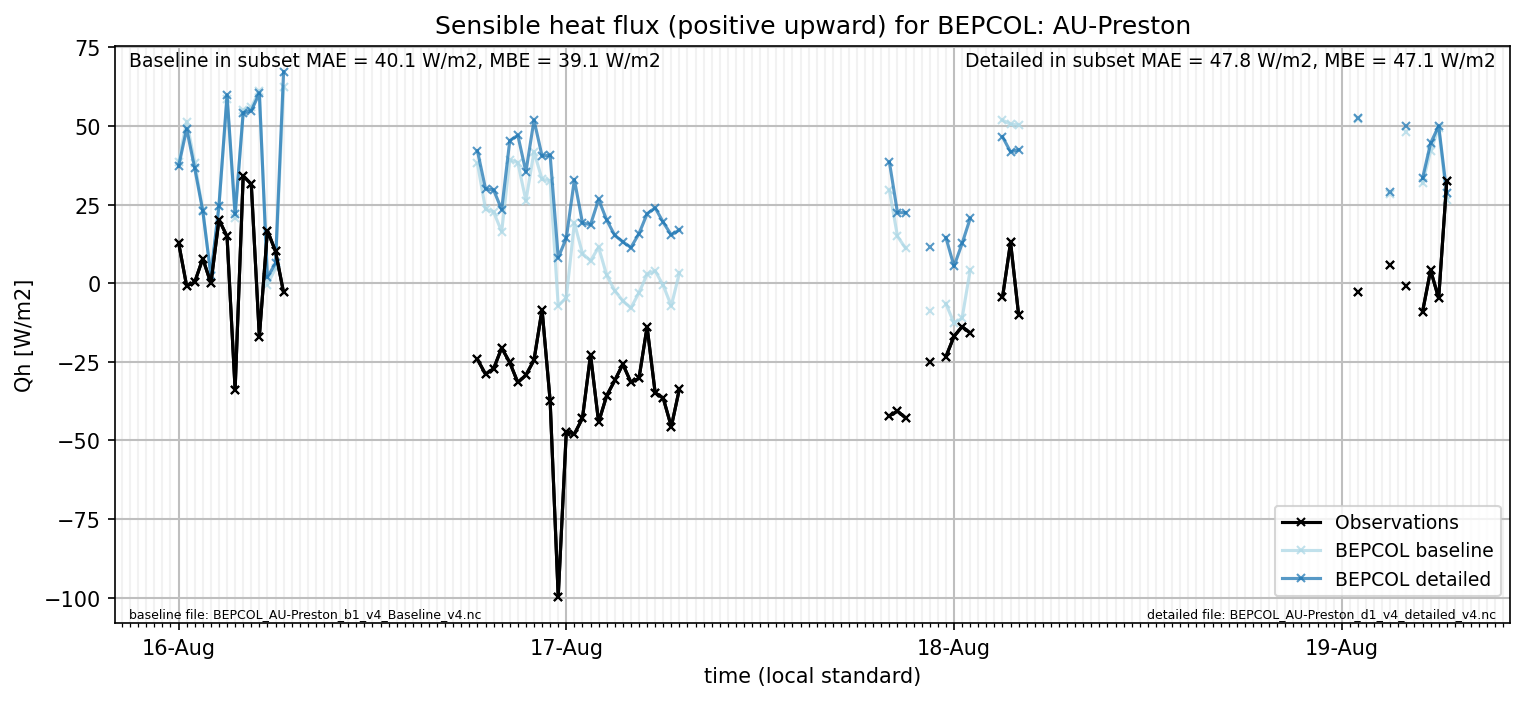 Sensible heat flux (positive upward) for BEPCOL: AU-Preston
Baseline in subset MAE = 40.1 W/m2, MBE = 39.1 W/m2
Detailed in subset MAE = 47.8 W/m2, MBE = 47.1 W/m2
75
50
25
0
−25
−50
−75
−100
Qh [W/m2]
Observations
BEPCOL baseline
BEPCOL detailed
baseline file: BEPCOL_AU-Preston_b1_v4_Baseline_v4.nc
detailed file: BEPCOL_AU-Preston_d1_v4_detailed_v4.nc
16-Aug
17-Aug
18-Aug
19-Aug
time (local standard)